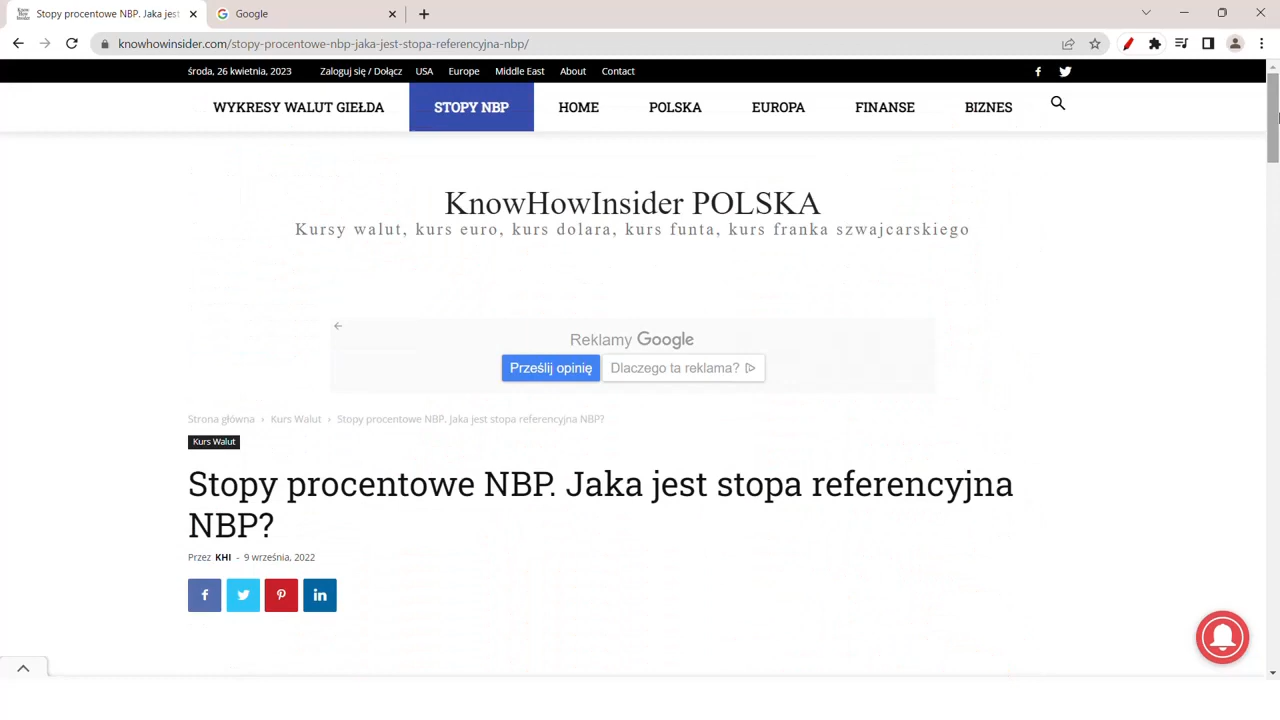 Stopy procentowe NBP. Jaka jest
Google
knowhowinsider.com/stopy-procentowe-nbp-jaka-jest-stopa-referencyjna-nbp/
środa, 26 kwietnia, 2023 Zaloguj się / Dołącz USA Europe Middle East About Contact
WYKRESY WALUT GIEŁDA STOPY NBP HOME POLSKA EUROPA FINANSE BIZNES
KnowHowInsider POLSKA
Kursy walut, kurs euro, kurs dolara, kurs funta, kurs franka szwajcarskiego
Reklamy Google
Prześlij opinię Dlaczego ta reklama?
Strona główna › Kurs Walut › Stopy procentowe NBP. Jaka jest stopa referencyjna NBP?
Kurs Walut
Stopy procentowe NBP. Jaka jest stopa referencyjna
NBP?
Przez KHI - 9 września, 2022